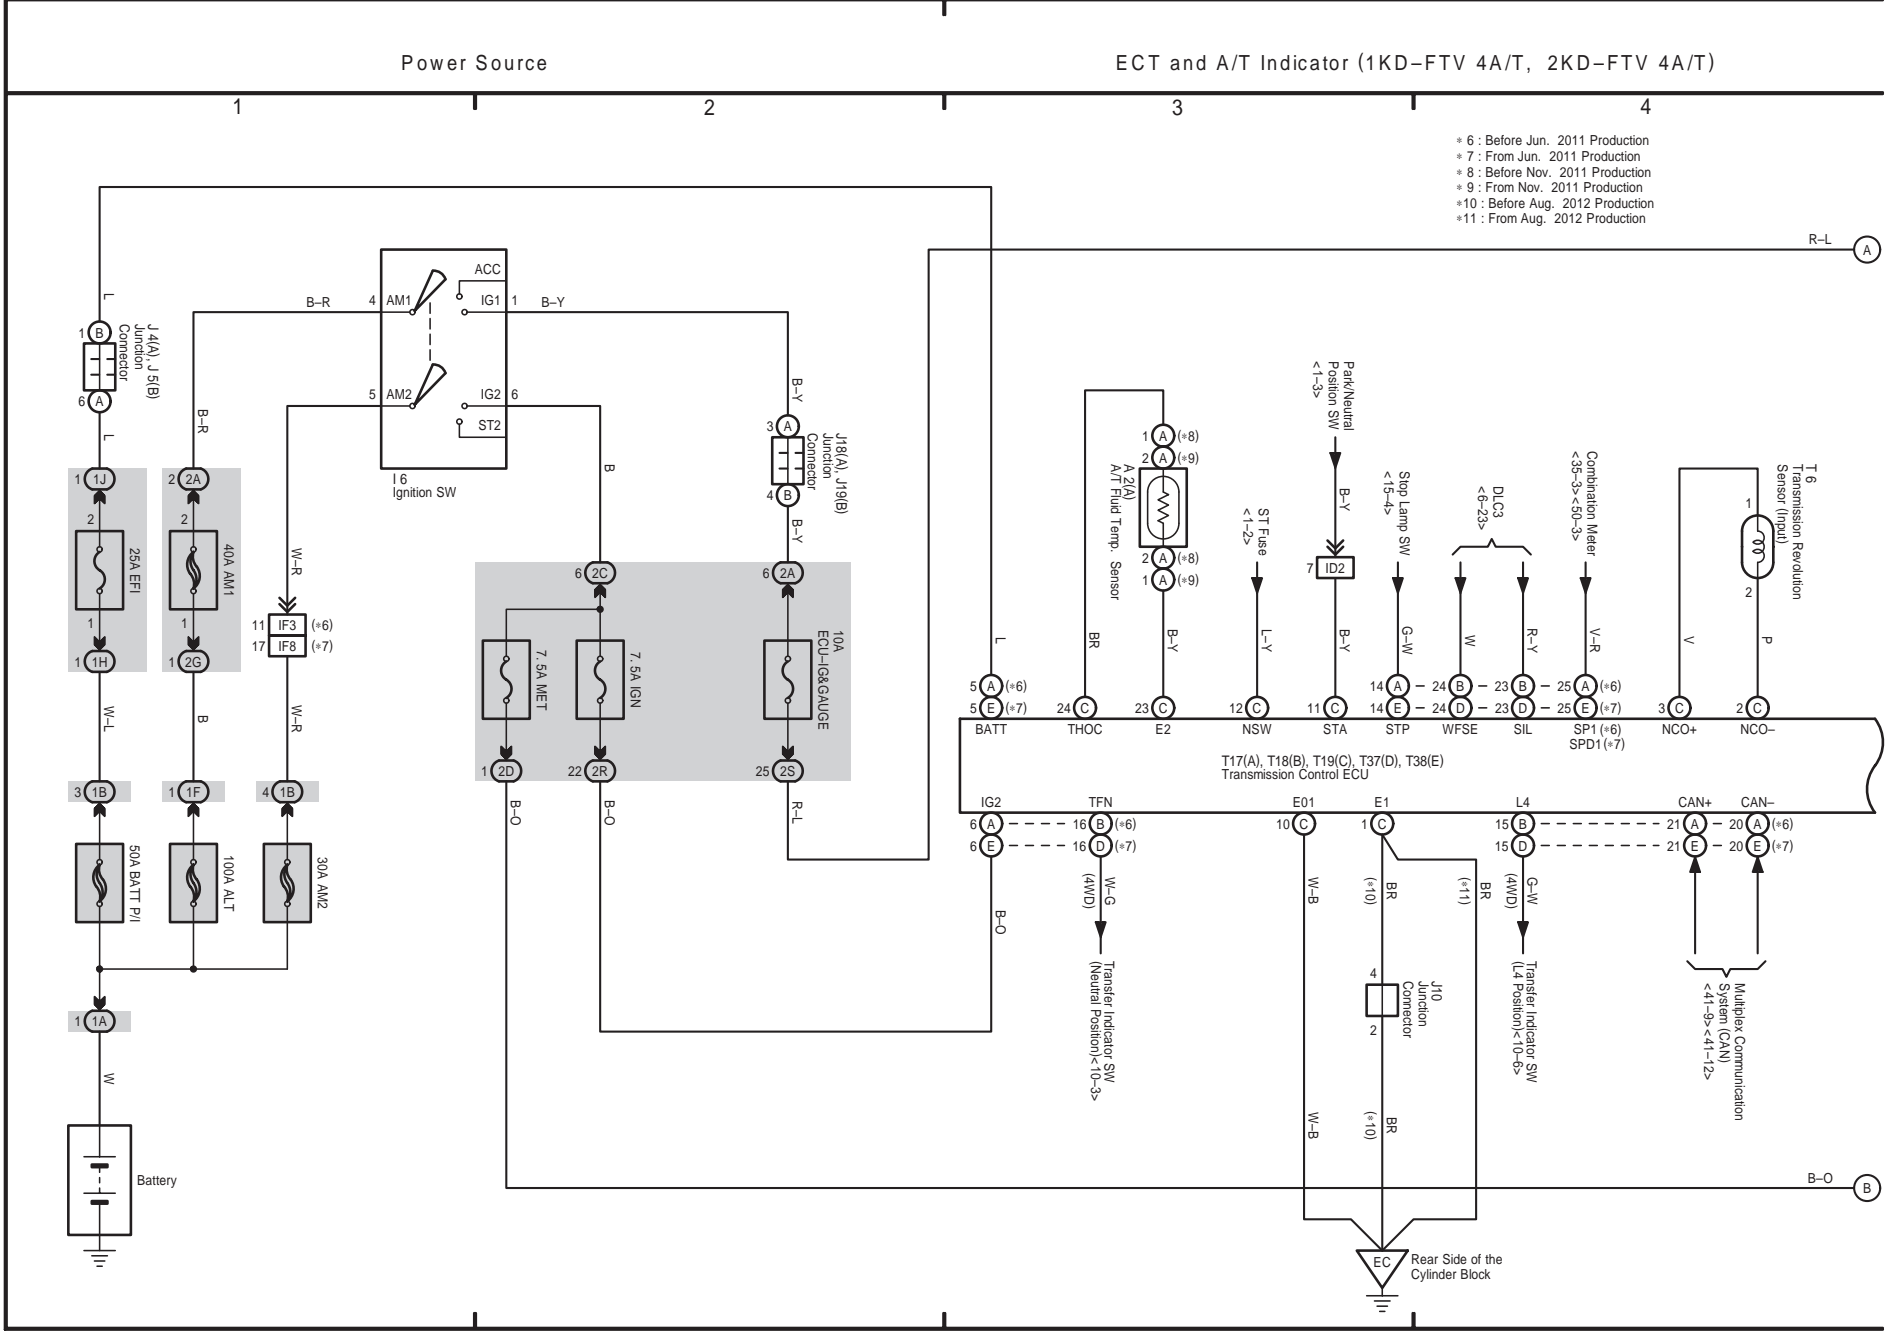 Power Source
ECT and A/T Indicator (1KD–FTV 4A/T, 2KD–FTV 4A/T)
1
2
3
4
* 6 : Before Jun. 2011 Production
* 7 : From Jun. 2011 Production
* 8 : Before Nov. 2011 Production
* 9 : From Nov. 2011 Production
*10 : Before Aug. 2012 Production
*11 : From Aug. 2012 Production
R–L
A
L
1
B
J 4(A), J 5(B)
Junction
Connector
6
A
L
1
1J
2
25A EFI
1
1
1H
W–L
3
1B
50A BATT P/I
1
1A
W
Battery
B–R
B–R
2
2A
2
40A AM1
1
1
2G
B
1
1F
100A ALT
W–R
11
IF3
(*6)
17
IF8
(*7)
W–R
4
1B
30A AM2
ACC
4
AM1
IG1
1
B–Y
5
AM2
IG2
6
ST2
I 6
Ignition SW
B
B–Y
3
A
J18(A), J19(B)
Junction
Connector
4
B
B–Y
6
2C
6
2A
7. 5A MET
7. 5A IGN
10A
ECU–IG&GAUGE
1
2D
22
2R
25
2S
B–O
B–O
R–L
L
5
A
(*6)
5
E
(*7)
BATT
BR
24
C
THOC
1
A
(*8)
2
A
(*9)
A 2(A)
A/T Fluid Temp. Sensor
2
A
(*8)
1
A
(*9)
B–Y
23
C
E2
ST Fuse
<1–2>
L–Y
12
C
NSW
Park/Neutral
Position SW
<1–3>
B–Y
7
ID2
B–Y
11
C
STA
Stop Lamp SW
<15–4>
G–W
14
A
14
E
STP
DLC3
<6–23>
W
24
B
24
D
WFSE
R–Y
23
B
23
D
SIL
Combination Meter
<35–3><50–3>
V–R
25
A
(*6)
25
E
(*7)
SP1 (*6)
SPD1 (*7)
V
3
C
NCO+
T 6
Transmission Revolution
Sensor (Input)
1
2
P
2
C
NCO–
T17(A), T18(B), T19(C), T37(D), T38(E)
Transmission Control ECU
IG2
6
A
6
E
B–O
TFN
16
B
(*6)
16
D
(*7)
W–G
(4WD)
Transfer Indicator SW
(Neutral Position)<10–3>
E01
10
C
W–B
W–B
E1
1
C
BR
(*10)
BR
(*11)
4
J10
Junction
Connector
2
BR
(*10)
L4
15
B
15
D
G–W
(4WD)
Transfer Indicator SW
(L4 Position)<10–6>
CAN+
21
A
21
E
CAN–
20
A
(*6)
20
E
(*7)
Multiplex Communication
System (CAN)
<41–9><41–12>
B–O
B
EC
Rear Side of the
Cylinder Block